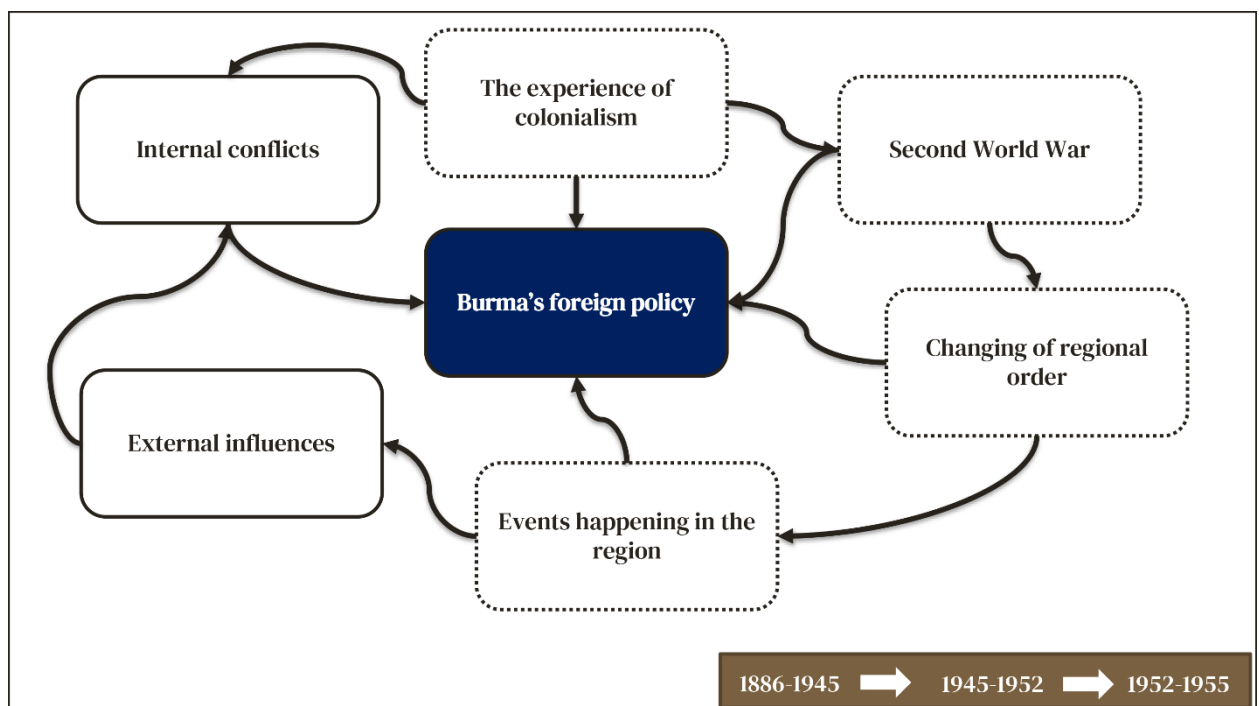 The experience of
colonialism
Internal conflicts
Second World War
Burma’s foreign policy
Changing of regional
order
External influences
Events happening in the
region
1886-1945
1945-1952
1952-1955